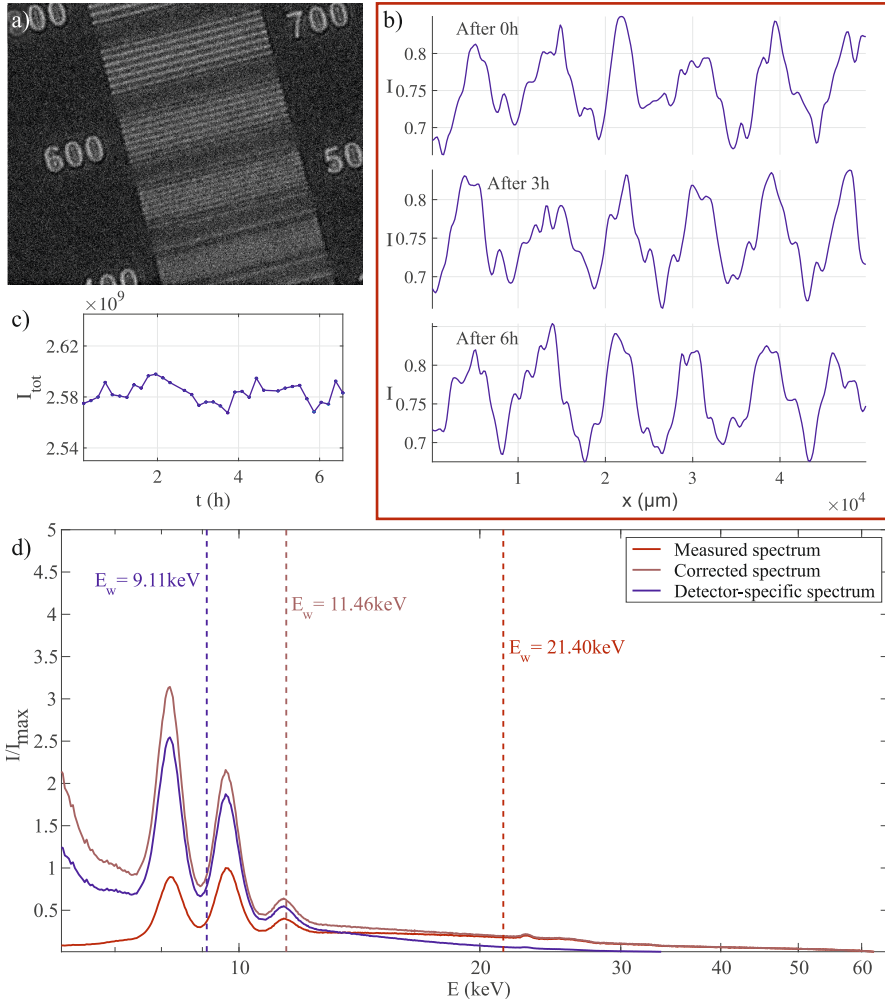 a)
700
600
50
400
b)
After 0h
0.8
I
0.75
0.7
After 3h
0.8
I
0.75
0.7
After 6h
0.8
I
0.75
0.7
1
2
3
4
x (μm)
×10⁴
c)
×10⁹
2.62
I_tot
2.58
2.54
0
2
4
6
t (h)
d)
5
4.5
4
3.5
3
2.5
2
1.5
1
0.5
I/I_max
E_w = 9.11keV
E_w = 11.46keV
E_w = 21.40keV
Measured spectrum
Corrected spectrum
Detector-specific spectrum
10
20
30
40
50
60
E (keV)